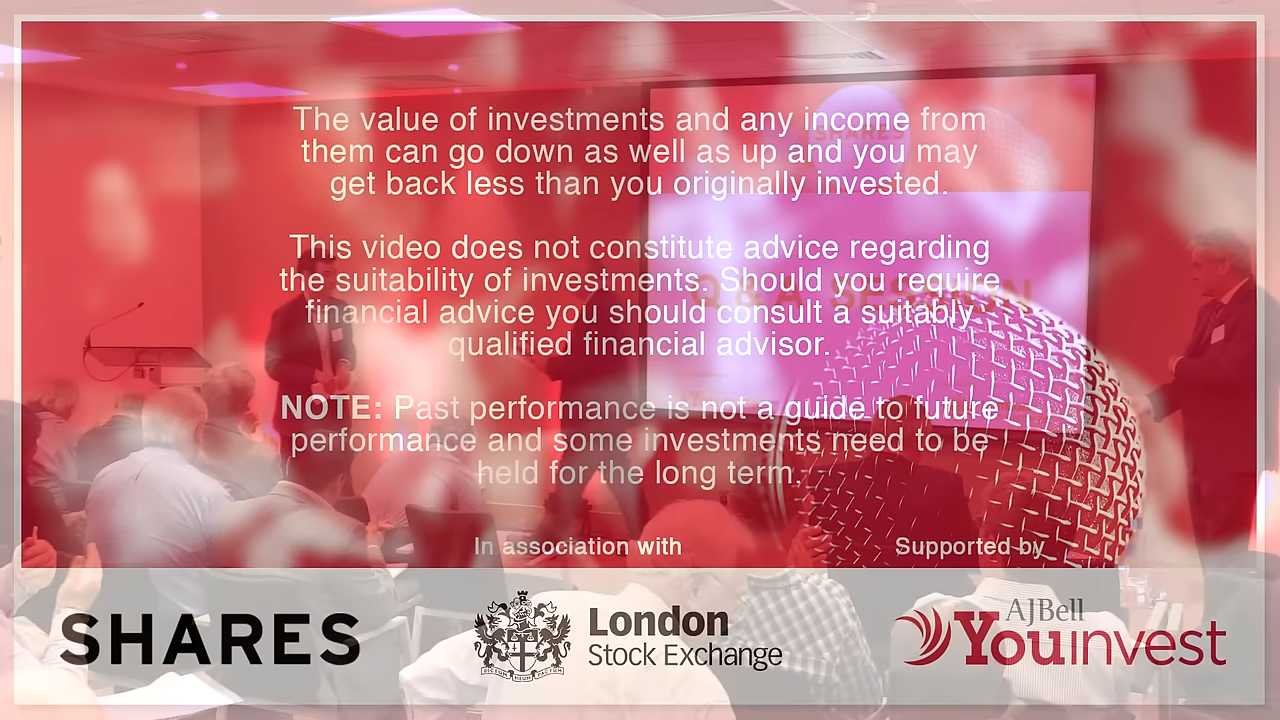 The value of investments and any income from
them can go down as well as up and you may
get back less than you originally invested.
This video does not constitute advice regarding
the suitability of investments. Should you require
financial advice you should consult a suitably
qualified financial advisor.
NOTE: Past performance is not a guide to future
performance and some investments need to be
held for the long term.
In association with
Supported by
SHARES
London
Stock Exchange
AJBell
Youinvest